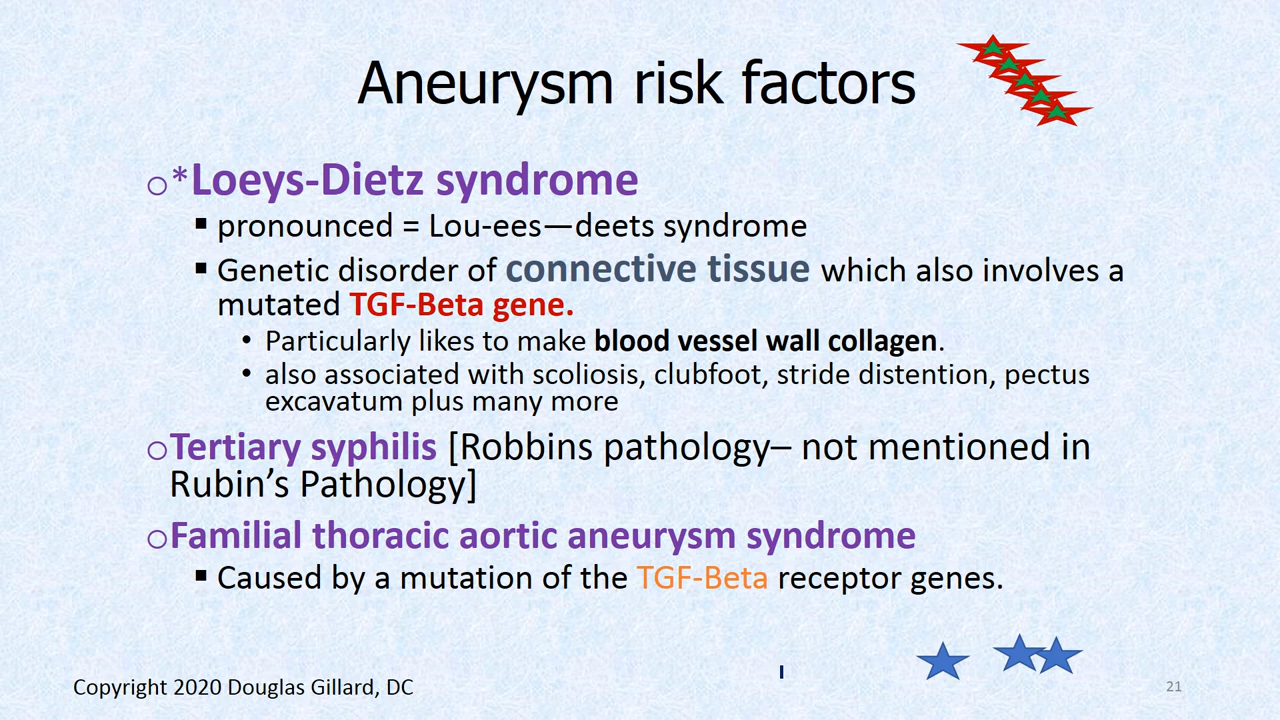 Aneurysm risk factors
o*Loeys-Dietz syndrome
▪ pronounced = Lou-ees—deets syndrome
▪ Genetic disorder of connective tissue which also involves a
mutated TGF-Beta gene.
• Particularly likes to make blood vessel wall collagen.
• also associated with scoliosis, clubfoot, stride distention, pectus
excavatum plus many more
oTertiary syphilis [Robbins pathology– not mentioned in
Rubin’s Pathology]
oFamilial thoracic aortic aneurysm syndrome
▪ Caused by a mutation of the TGF-Beta receptor genes.
Copyright 2020 Douglas Gillard, DC
21